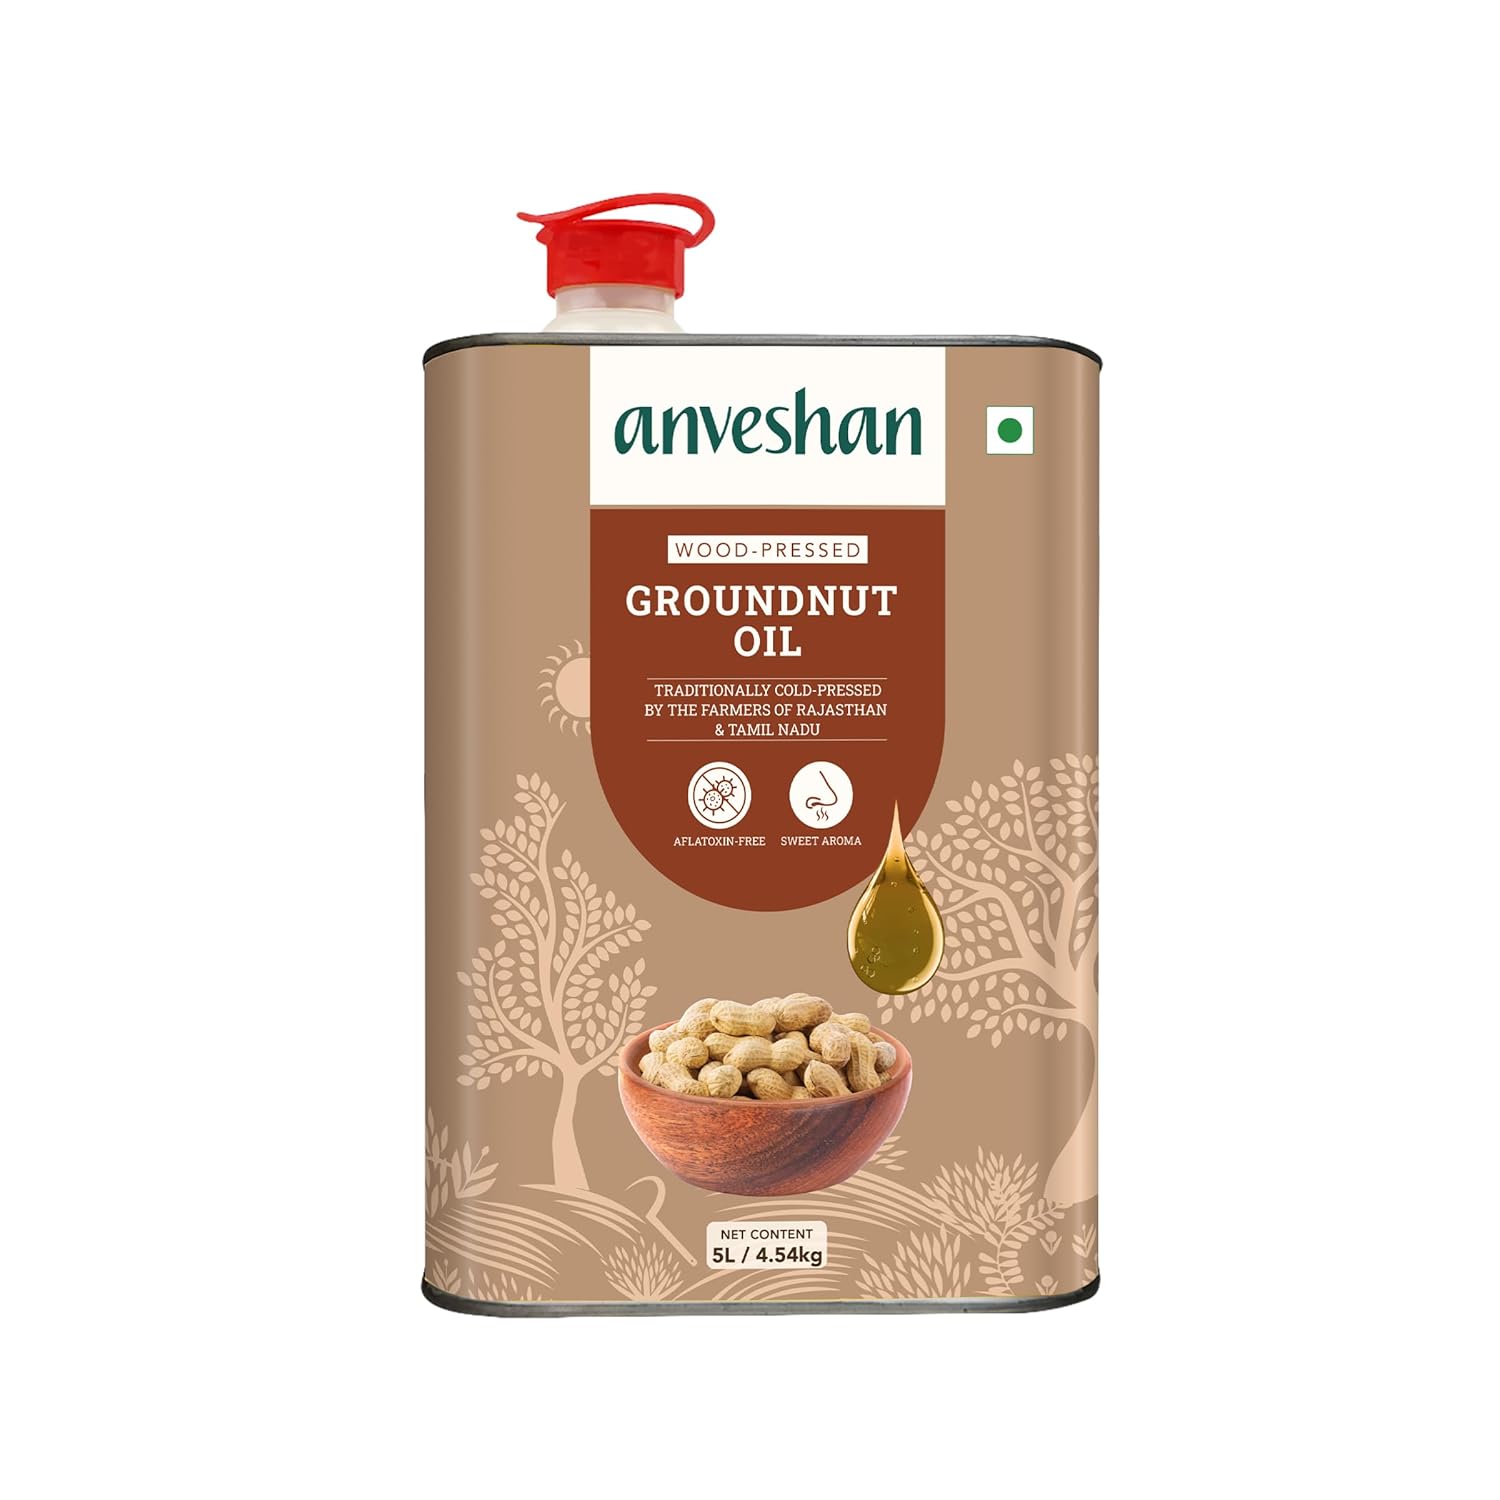 anveshan
WOOD-PRESSED
GROUNDNUT
OIL
TRADITIONALLY COLD-PRESSED
BY THE FARMERS OF RAJASTHAN
& TAMIL NADU
AFLATOXIN-FREE SWEET AROMA
NET CONTENT
5L / 4.54kg